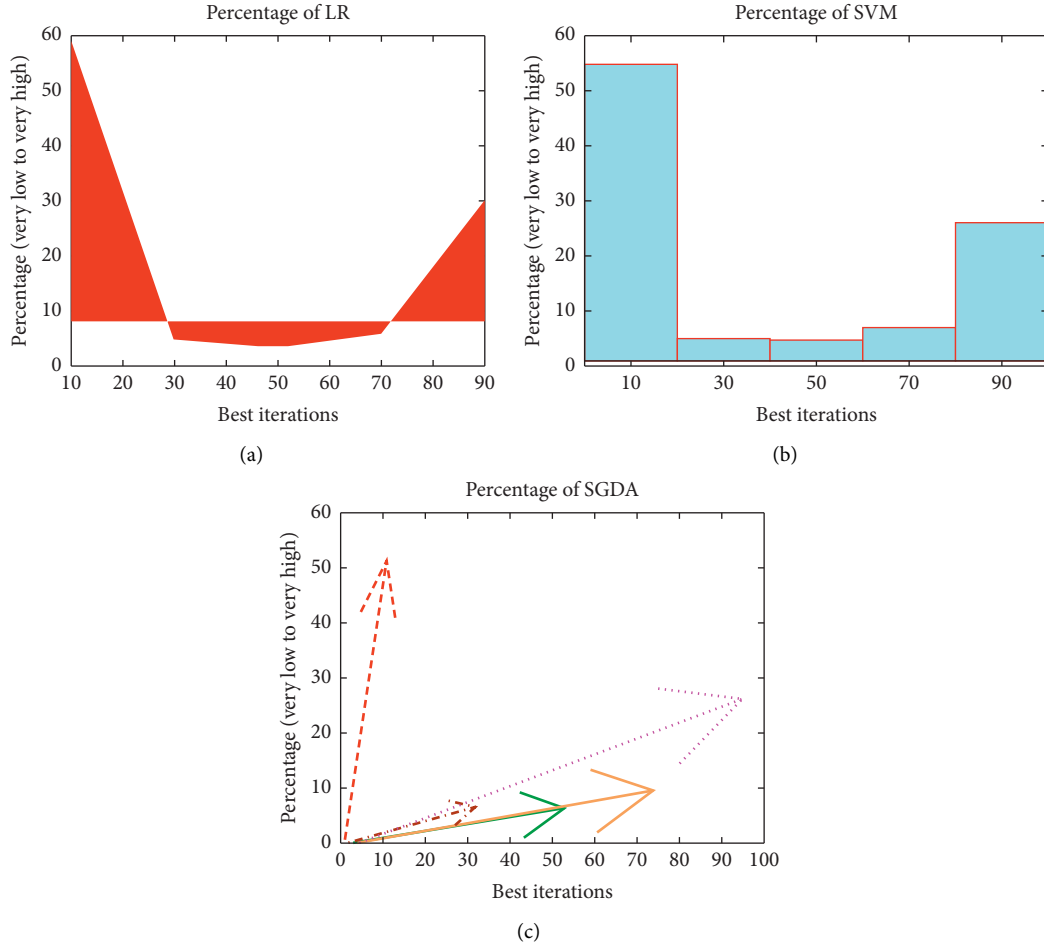 Percentage of LR
60
50
40
30
20
10
0
Percentage (very low to very high)
10 20 30 40 50 60 70 80 90
Best iterations
(a)
Percentage of SVM
60
50
40
30
20
10
0
Percentage (very low to very high)
10 30 50 70 90
Best iterations
(b)
Percentage of SGDA
60
50
40
30
20
10
0
Percentage (very low to very high)
0 10 20 30 40 50 60 70 80 90 100
Best iterations
(c)